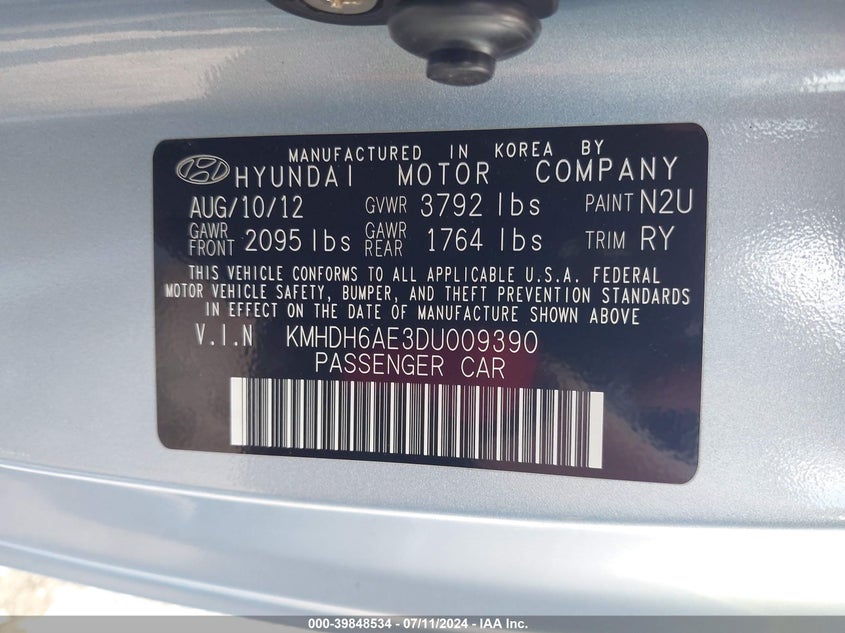 MANUFACTURED IN KOREA BY
HYUNDAI MOTOR COMPANY
AUG/10/12 GVWR 3792 lbs PAINT N2U
GAWR FRONT 2095 lbs GAWR REAR 1764 lbs TRIM RY
THIS VEHICLE CONFORMS TO ALL APPLICABLE U.S.A. FEDERAL
MOTOR VEHICLE SAFETY, BUMPER, AND THEFT PREVENTION STANDARDS
IN EFFECT ON THE DATE OF MANUFACTURE SHOWN ABOVE
V.I.N KMHDH6AE3DU009390
PASSENGER CAR
000-39848534 - 07/11/2024 - IAA Inc.